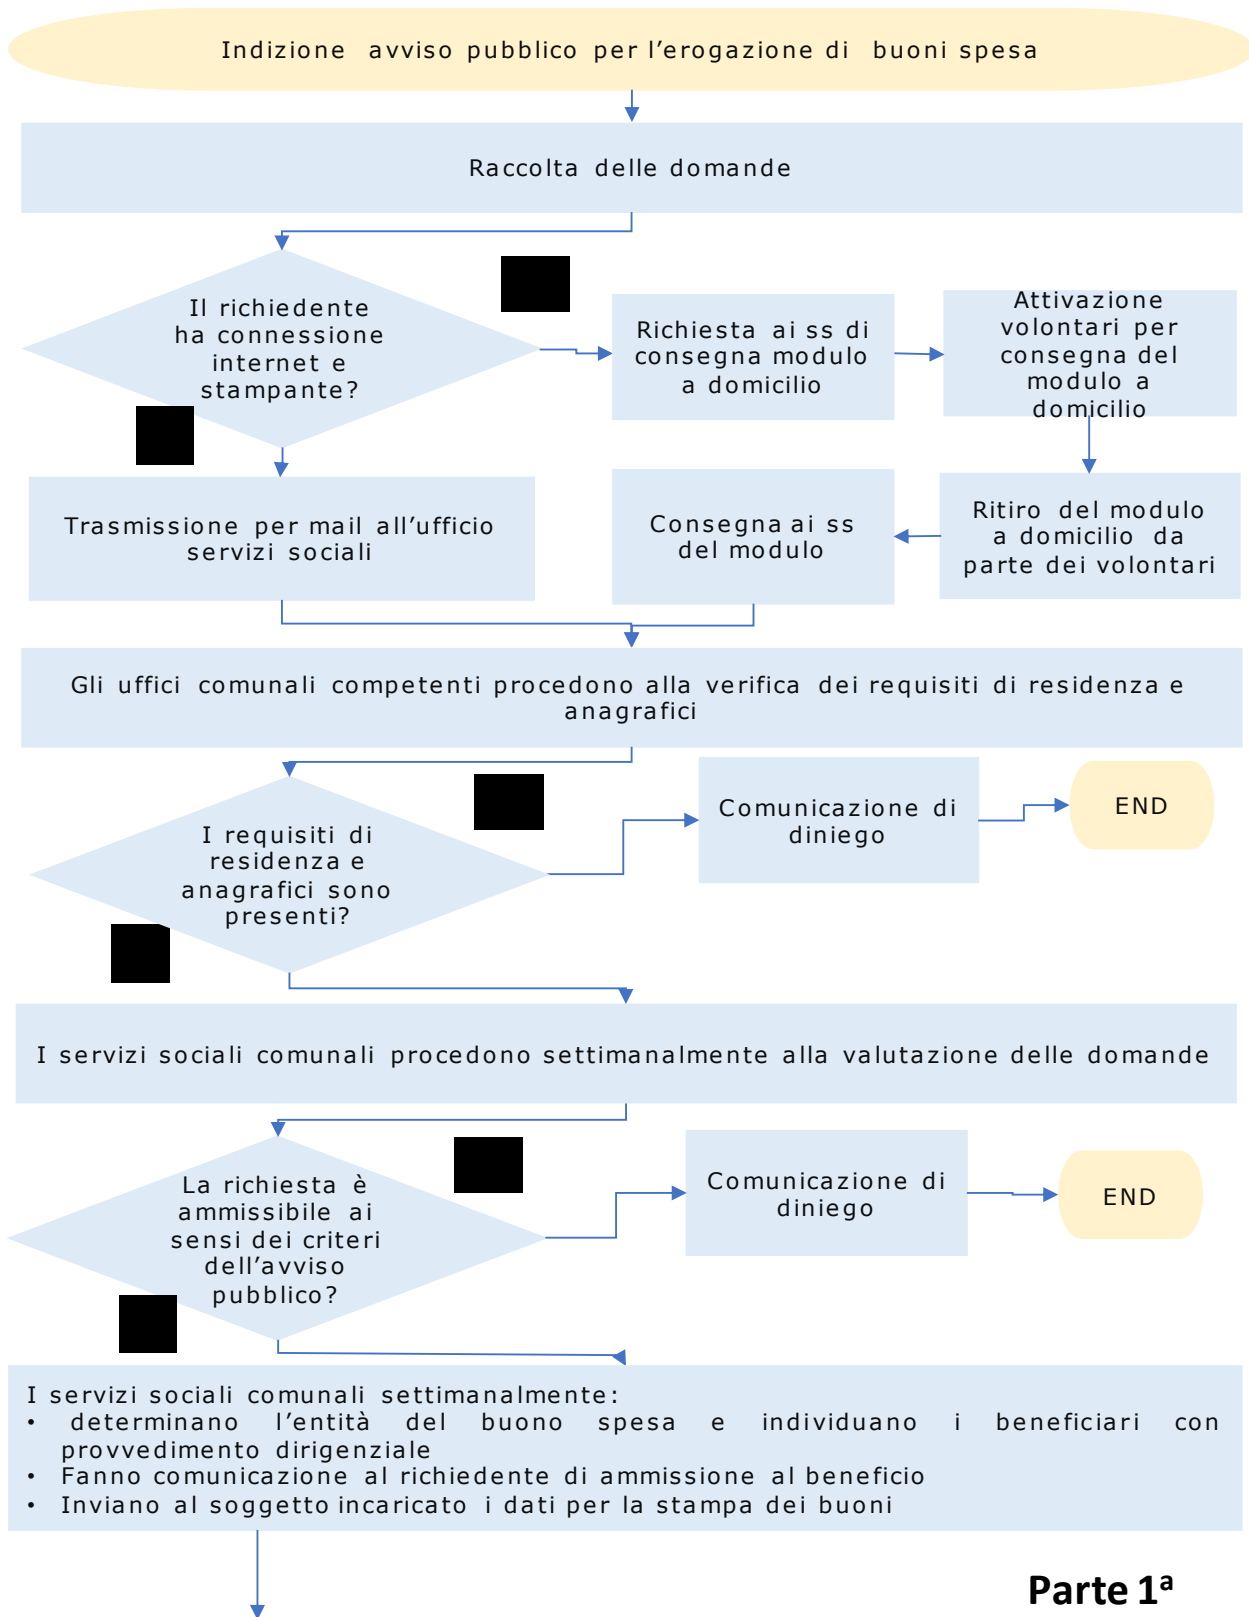 Indizione avviso pubblico per l'erogazione di buoni spesa
Raccolta delle domande
Il richiedente
ha connessione
internet e
stampante?
Richiesta ai ss di
consegna modulo
a domicilio
Attivazione
volontari per
consegna del
modulo a
domicilio
Trasmissione per mail all'ufficio
servizi sociali
Consegna ai ss
del modulo
Ritiro del modulo
a domicilio da
parte dei volontari
Gli uffici comunali competenti procedono alla verifica dei requisiti di residenza e
anagrafici
I requisiti di
residenza e
anagrafici sono
presenti?
Comunicazione di
diniego
END
I servizi sociali comunali procedono settimanalmente alla valutazione delle domande
La richiesta è
ammissibile ai
sensi dei criteri
dell'avviso
pubblico?
Comunicazione di
diniego
END
I servizi sociali comunali settimanalmente:
• determinano l'entità del buono spesa e individuano i beneficiari con
provvedimento dirigenziale
• Fanno comunicazione al richiedente di ammissione al beneficio
• Inviano al soggetto incaricato i dati per la stampa dei buoni
Parte 1ª